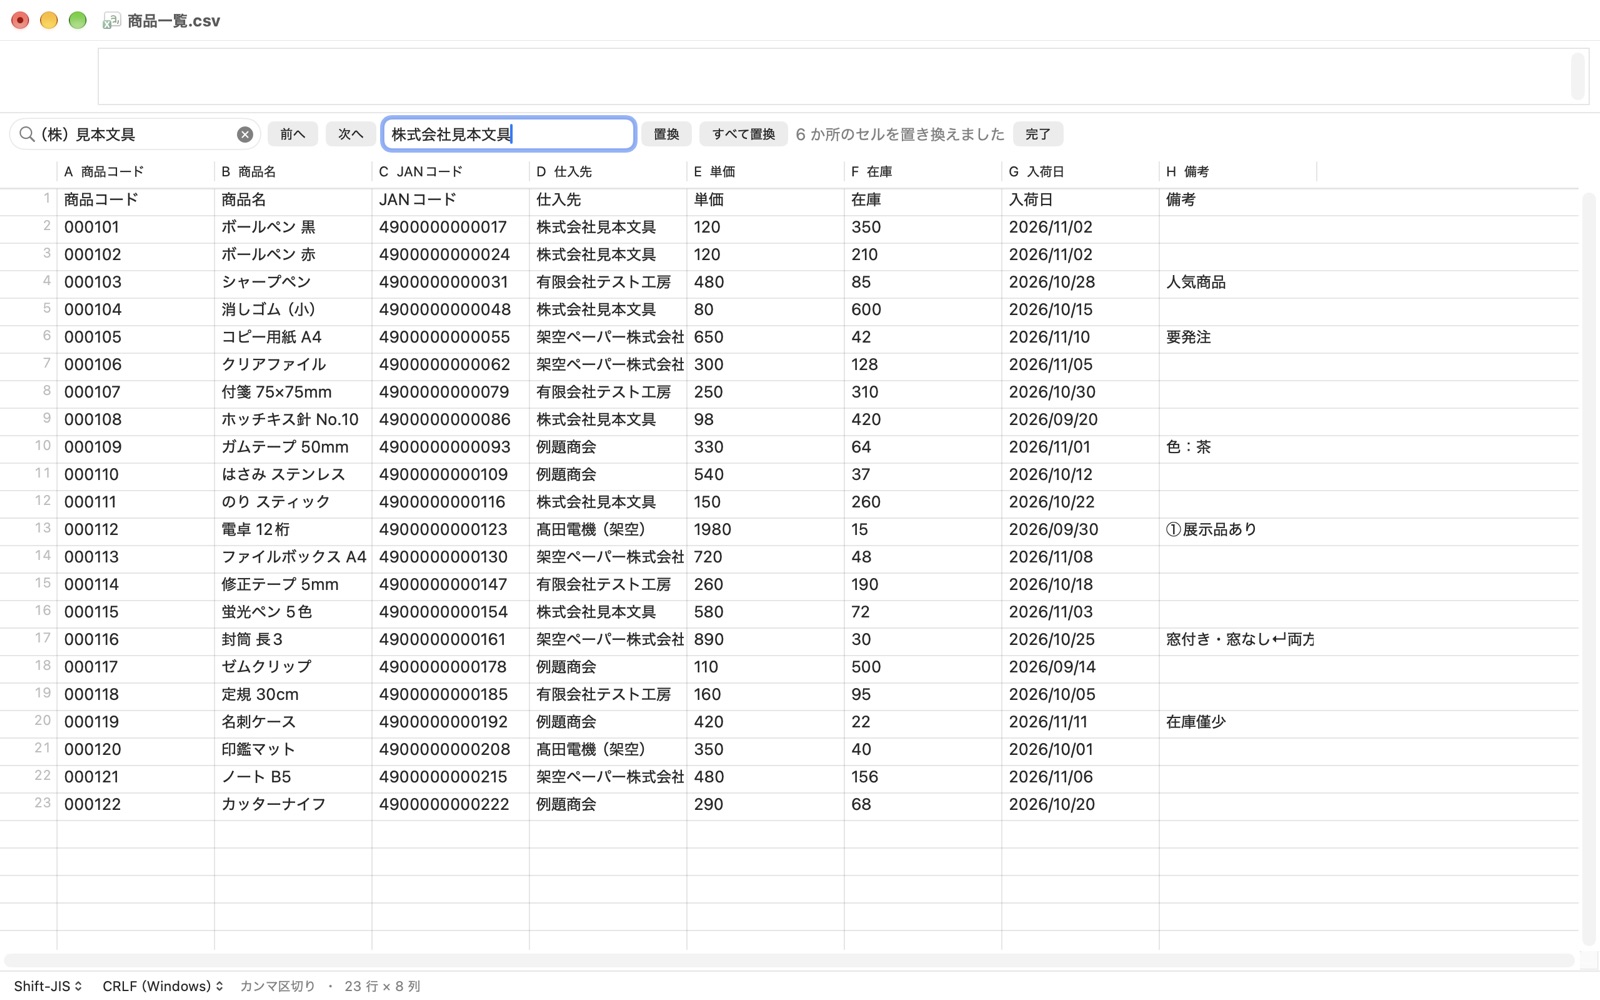 商品一覧.csv
（株）見本文具 前へ 次へ 株式会社見本文具 置換 すべて置換 6 か所のセルを置き換えました 完了
A 商品コード B 商品名 C JANコード D 仕入先 E 単価 F 在庫 G 入荷日 H 備考
1 商品コード 商品名 JANコード 仕入先 単価 在庫 入荷日 備考
2 000101 ボールペン 黒 4900000000017 株式会社見本文具 120 350 2026/11/02
3 000102 ボールペン 赤 4900000000024 株式会社見本文具 120 210 2026/11/02
4 000103 シャープペン 4900000000031 有限会社テスト工房 480 85 2026/10/28 人気商品
5 000104 消しゴム（小） 4900000000048 株式会社見本文具 80 600 2026/10/15
6 000105 コピー用紙 A4 4900000000055 架空ペーパー株式会社 650 42 2026/11/10 要発注
7 000106 クリアファイル 4900000000062 架空ペーパー株式会社 300 128 2026/11/05
8 000107 付箋 75×75mm 4900000000079 有限会社テスト工房 250 310 2026/10/30
9 000108 ホッチキス針 No.10 4900000000086 株式会社見本文具 98 420 2026/09/20
10 000109 ガムテープ 50mm 4900000000093 例題商会 330 64 2026/11/01 色：茶
11 000110 はさみ ステンレス 4900000000109 例題商会 540 37 2026/10/12
12 000111 のり スティック 4900000000116 株式会社見本文具 150 260 2026/10/22
13 000112 電卓 12桁 4900000000123 髙田電機（架空） 1980 15 2026/09/30 ①展示品あり
14 000113 ファイルボックス A4 4900000000130 架空ペーパー株式会社 720 48 2026/11/08
15 000114 修正テープ 5mm 4900000000147 有限会社テスト工房 260 190 2026/10/18
16 000115 蛍光ペン 5色 4900000000154 株式会社見本文具 580 72 2026/11/03
17 000116 封筒 長3 4900000000161 架空ペーパー株式会社 890 30 2026/10/25 窓付き・窓なし↵両方
18 000117 ゼムクリップ 4900000000178 例題商会 110 500 2026/09/14
19 000118 定規 30cm 4900000000185 有限会社テスト工房 160 95 2026/10/05
20 000119 名刺ケース 4900000000192 例題商会 420 22 2026/11/11 在庫僅少
21 000120 印鑑マット 4900000000208 髙田電機（架空） 350 40 2026/10/01
22 000121 ノート B5 4900000000215 架空ペーパー株式会社 480 156 2026/11/06
23 000122 カッターナイフ 4900000000222 例題商会 290 68 2026/10/20
Shift-JIS CRLF (Windows) カンマ区切り ・ 23 行 × 8 列